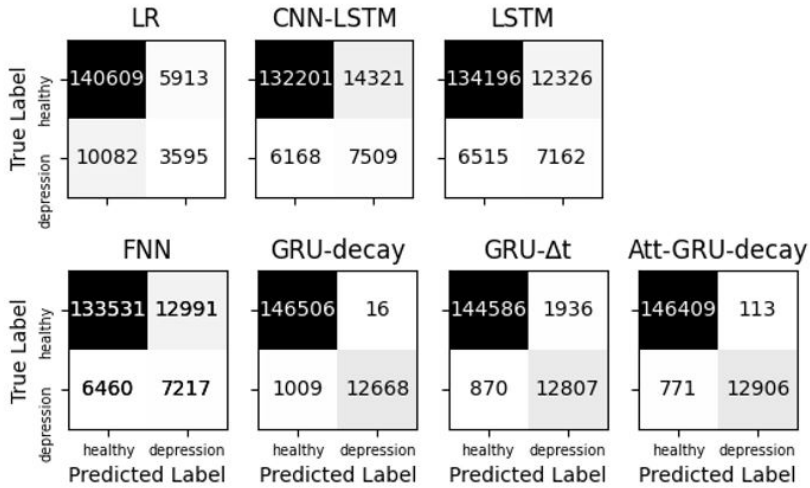 LR CNN-LSTM LSTM
True Label
healthy
depression
140609 5913 132201 14321 134196 12326
10082 3595 6168 7509 6515 7162
FNN GRU-decay GRU-Δt Att-GRU-decay
True Label
healthy
depression
133531 12991 146506 16 144586 1936 146409 113
6460 7217 1009 12668 870 12807 771 12906
healthy depression healthy depression healthy depression healthy depression
Predicted Label Predicted Label Predicted Label Predicted Label